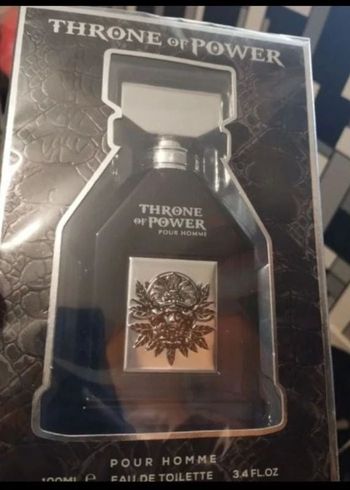 THRONE OF POWER
THRONE
OF POWER
POUR HOMME
POUR HOMME
100ML ℮ EAU DE TOILETTE 3.4 FL.OZ